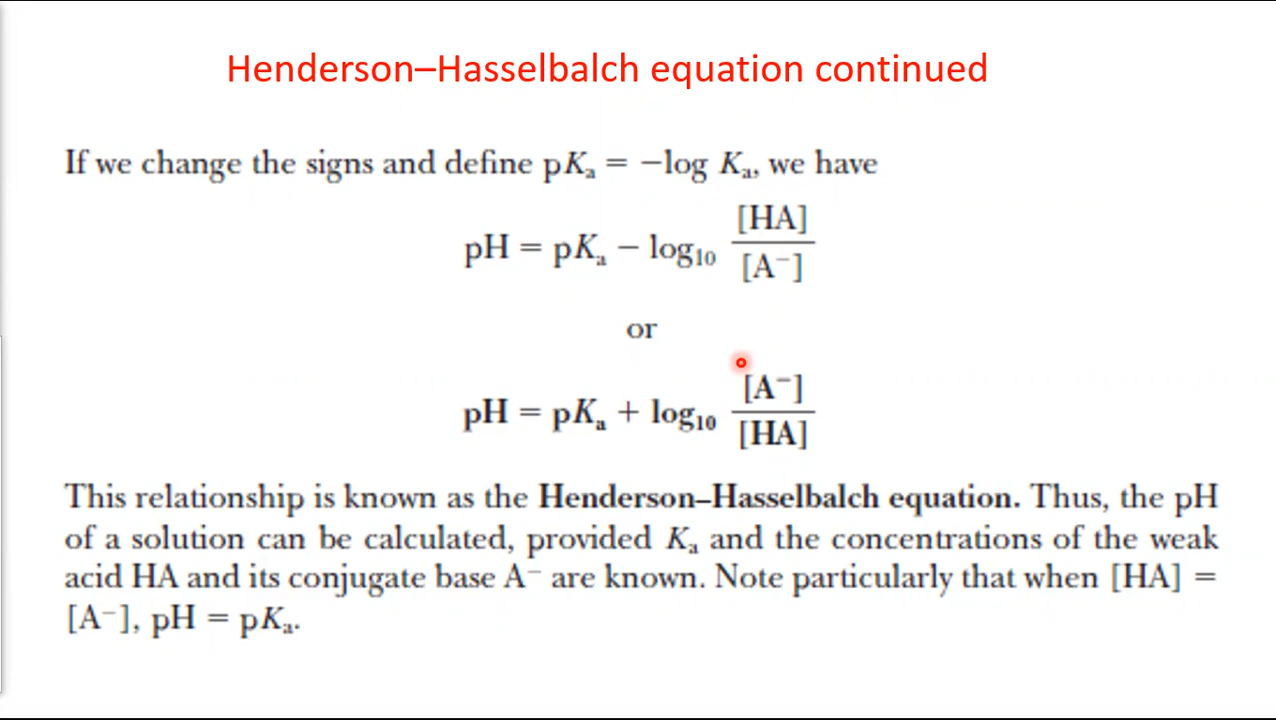 Henderson–Hasselbalch equation continued
If we change the signs and define pKₐ = −log Kₐ, we have
pH = pKₐ − log₁₀ [HA]/[A⁻]
or
pH = pKₐ + log₁₀ [A⁻]/[HA]
This relationship is known as the Henderson–Hasselbalch equation. Thus, the pH
of a solution can be calculated, provided Kₐ and the concentrations of the weak
acid HA and its conjugate base A⁻ are known. Note particularly that when [HA] =
[A⁻], pH = pKₐ.